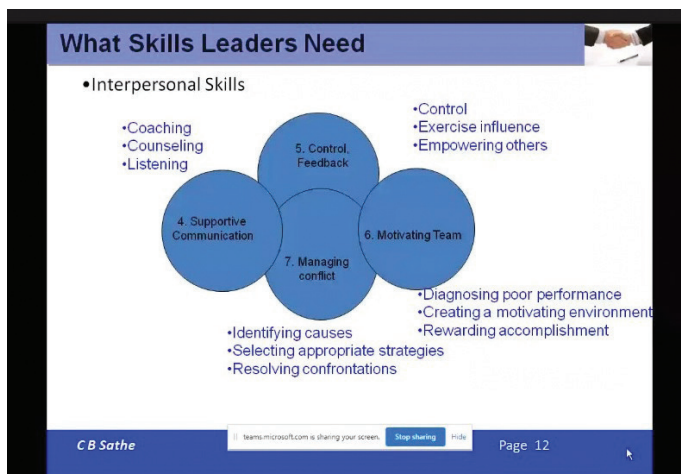 What Skills Leaders Need
•Interpersonal Skills
•Coaching
•Counseling
•Listening
5. Control,
Feedback
•Control
•Exercise influence
•Empowering others
4. Supportive
Communication
6. Motivating Team
7. Managing
conflict
•Diagnosing poor performance
•Creating a motivating environment
•Rewarding accomplishment
•Identifying causes
•Selecting appropriate strategies
•Resolving confrontations
C B Sathe
teams.microsoft.com is sharing your screen.
Stop sharing
Hide
Page 12